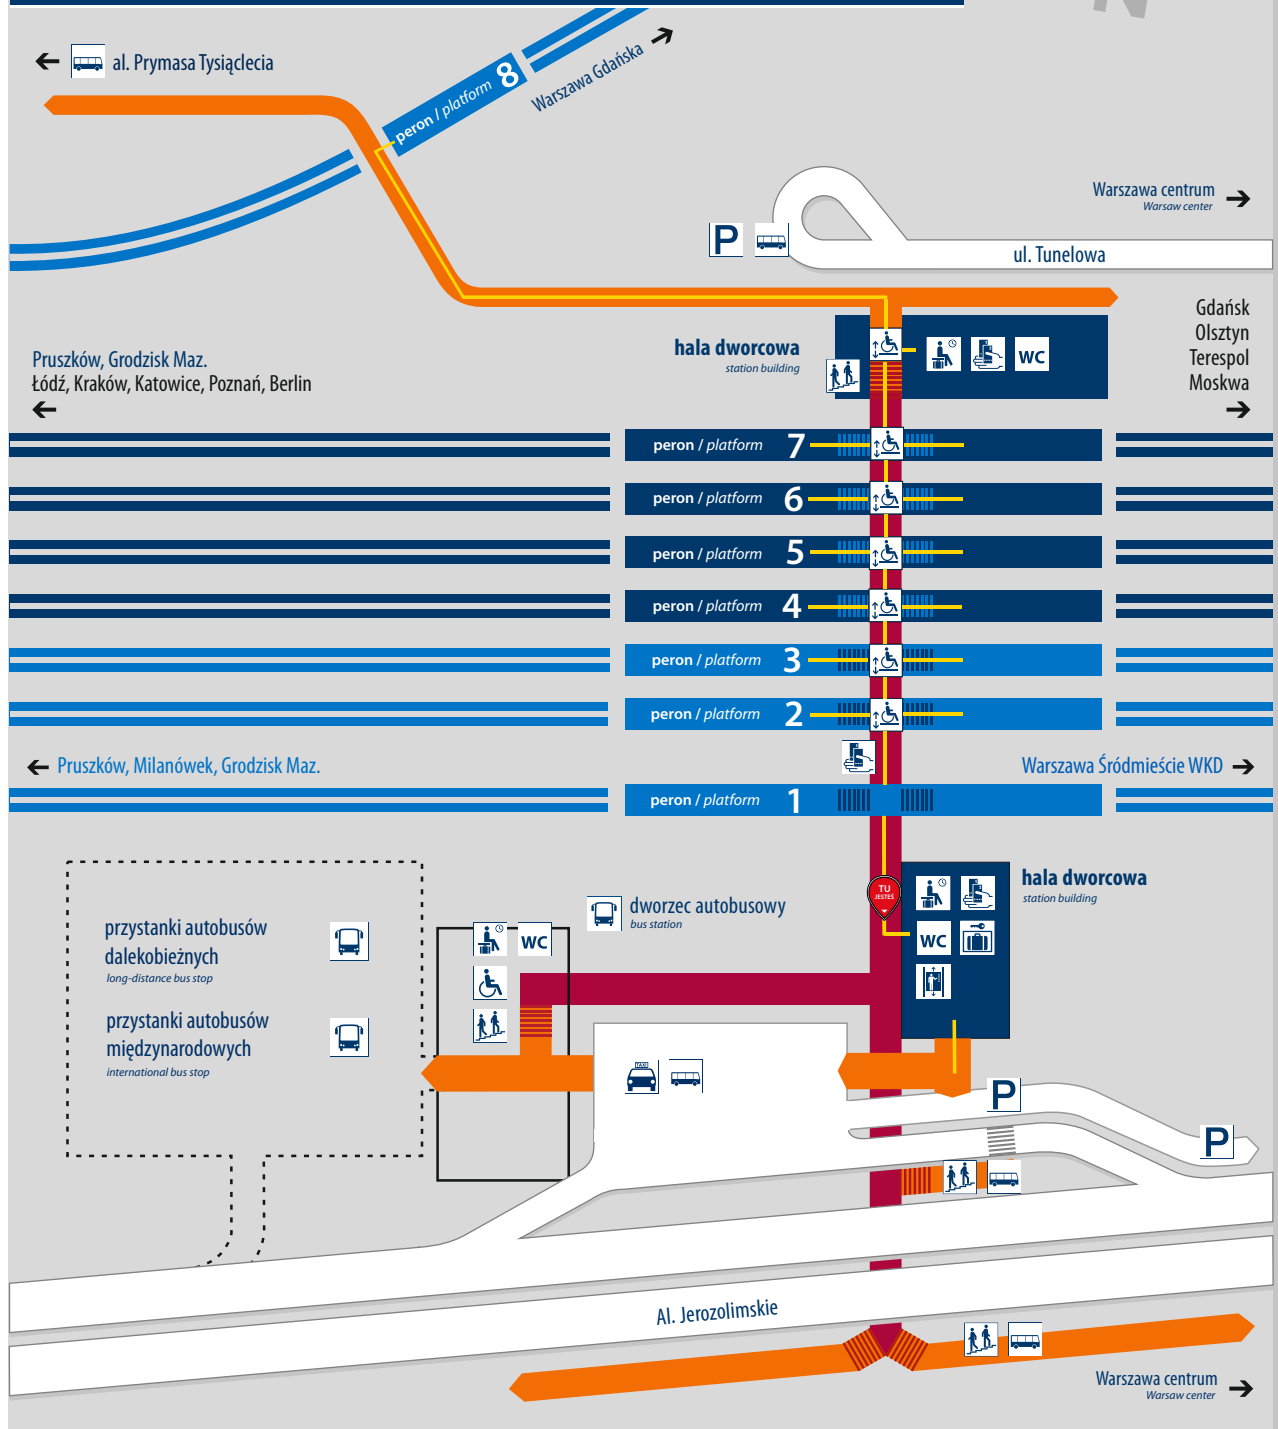 al. Prymasa Tysiąclecia
peron / platform 8
Warszawa Gdańska
Warszawa centrum
Warsaw center
P
ul. Tunelowa
Gdańsk
Olsztyn
Terespol
Moskwa
hala dworcowa
station building
WC
Pruszków, Grodzisk Maz.
Łódź, Kraków, Katowice, Poznań, Berlin
peron / platform 7
peron / platform 6
peron / platform 5
peron / platform 4
peron / platform 3
peron / platform 2
Pruszków, Milanówek, Grodzisk Maz.
Warszawa Śródmieście WKD
peron / platform 1
TU
JESTEŚ
hala dworcowa
station building
WC
dworzec autobusowy
bus station
WC
przystanki autobusów
dalekobieżnych
long-distance bus stop
przystanki autobusów
międzynarodowych
international bus stop
TAXI
P
P
Al. Jerozolimskie
Warszawa centrum
Warsaw center